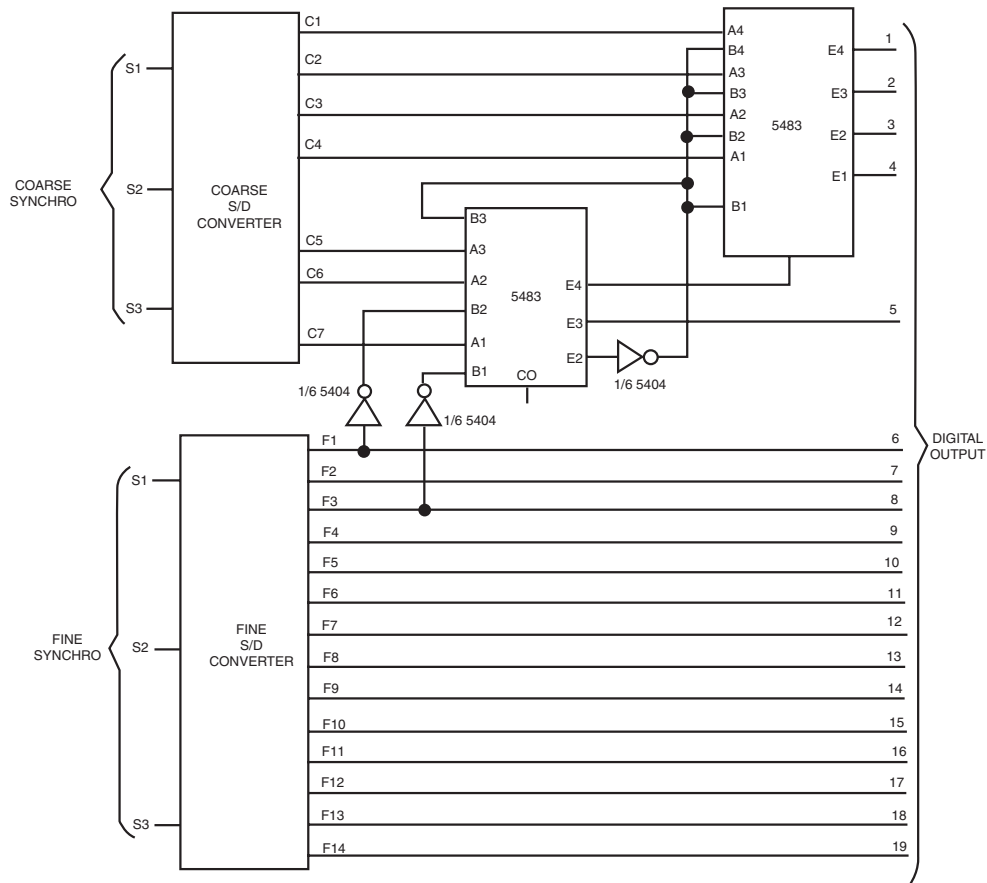 C1
C2
C3
C4
C5
C6
C7
S1
S2
S3
COARSE
SYNCHRO
COARSE
S/D
CONVERTER
A4
B4
A3
B3
A2
B2
A1
B1
5483
E4
E3
E2
E1
1
2
3
4
B3
A3
A2
B2
A1
B1
5483
E4
E3
E2
CO
5
1/6 5404
1/6 5404
1/6 5404
F1
F2
F3
F4
F5
F6
F7
F8
F9
F10
F11
F12
F13
F14
6
7
8
9
10
11
12
13
14
15
16
17
18
19
DIGITAL
OUTPUT
S1
S2
S3
FINE
SYNCHRO
FINE
S/D
CONVERTER